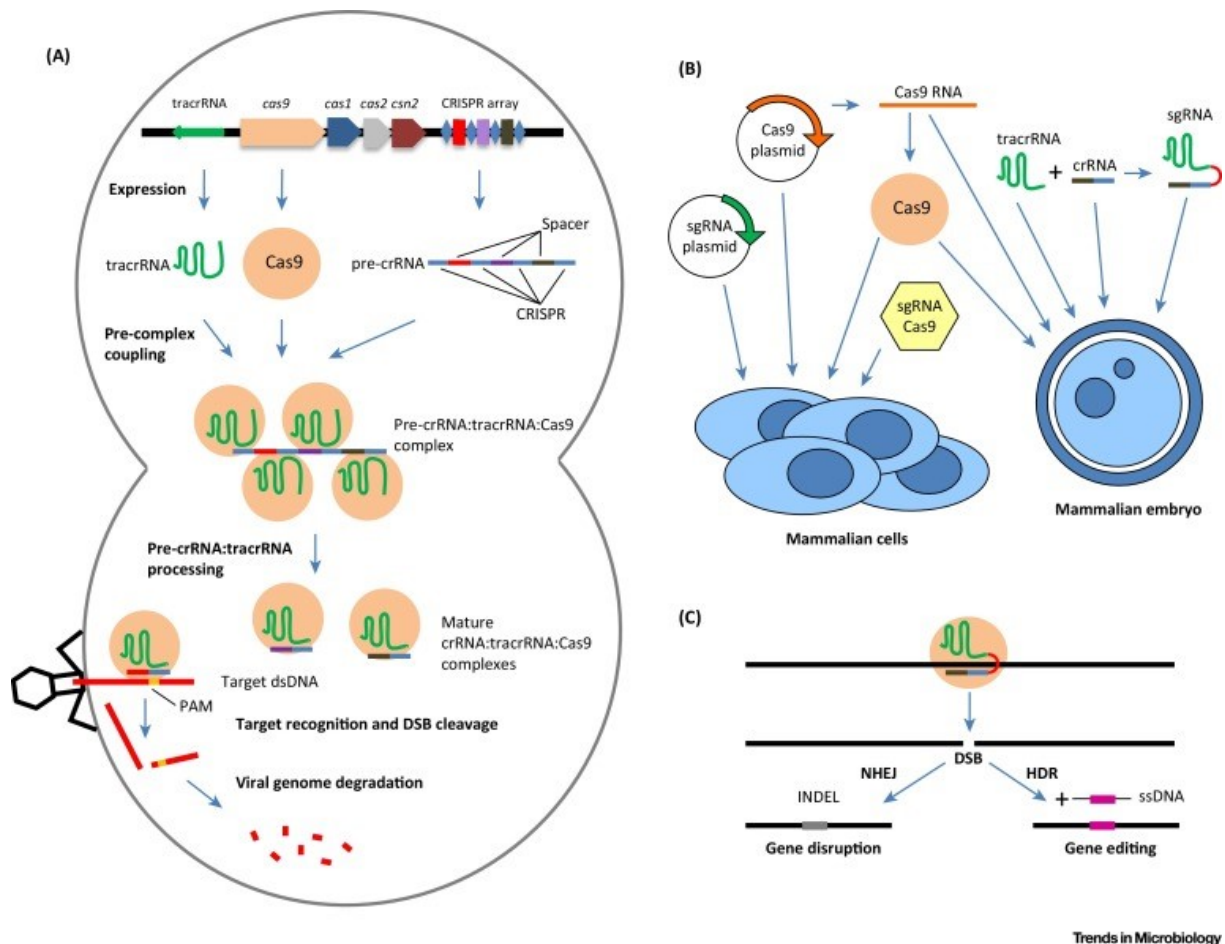 (A)
tracrRNA
cas9
cas1
cas2
csn2
CRISPR array
Expression
tracrRNA
Cas9
pre-crRNA
Spacer
CRISPR
Pre-complex
coupling
Pre-crRNA:tracrRNA:Cas9
complex
Pre-crRNA:tracrRNA
processing
Mature
crRNA:tracrRNA:Cas9
complexes
Target dsDNA
PAM
Target recognition and DSB cleavage
Viral genome degradation
(B)
Cas9
plasmid
Cas9 RNA
sgRNA
plasmid
Cas9
tracrRNA
+
crRNA
sgRNA
sgRNA
Cas9
Mammalian cells
Mammalian embryo
(C)
DSB
NHEJ
HDR
INDEL
+
ssDNA
Gene disruption
Gene editing
Trends in Microbiology